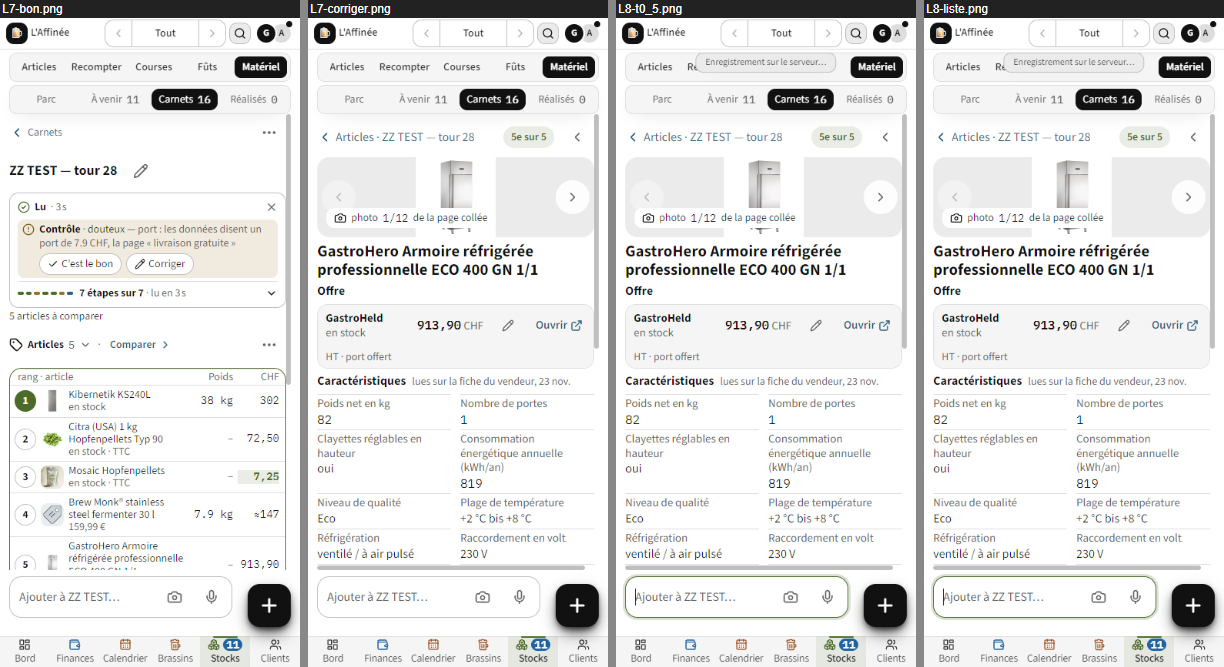 L7-bon.png
L'Affinée
Tout
G
A
Articles
Recompter
Courses
Fûts
Matériel
Parc
À venir 11
Carnets 16
Réalisés 0
Carnets
ZZ TEST — tour 28
Lu · 3s
Contrôle · douteux — port : les données disent un
port de 7.9 CHF, la page « livraison gratuite »
C'est le bon
Corriger
7 étapes sur 7 · lu en 3s
5 articles à comparer
Articles 5
·
Comparer
rang · article
Poids
CHF
1
Kibernetik KS240L
en stock
38 kg
302
2
Citra (USA) 1 kg
Hopfenpellets Typ 90
en stock · TTC
–
72,50
3
Mosaic Hopfenpellets
en stock · TTC
–
7,25
4
Brew Monk® stainless
steel fermenter 30 l
159,99 €
7.9 kg
≈147
5
GastroHero Armoire
réfrigérée professionnelle
ECO 400 GN 1/1
–
913,90
Ajouter à ZZ TEST…
Bord
Finances
Calendrier
Brassins
11
Stocks
Clients
L7-corriger.png
L'Affinée
Tout
G
A
Articles
Recompter
Courses
Fûts
Matériel
Parc
À venir 11
Carnets 16
Réalisés 0
Articles · ZZ TEST — tour 28
5e sur 5
photo 1/12 de la page collée
GastroHero Armoire réfrigérée
professionnelle ECO 400 GN 1/1
Offre
GastroHeld
en stock
913,90 CHF
Ouvrir
HT · port offert
Caractéristiques lues sur la fiche du vendeur, 23 nov.
Poids net en kg
82
Nombre de portes
1
Clayettes réglables en
hauteur
oui
Consommation
énergétique annuelle
(kWh/an)
819
Niveau de qualité
Eco
Plage de température
+2 °C bis +8 °C
Réfrigération
ventilé / à air pulsé
Raccordement en volt
230 V
Ajouter à ZZ TEST…
Bord
Finances
Calendrier
Brassins
11
Stocks
Clients
L8-t0_5.png
L'Affinée
Tout
G
A
Articles
Enregistrement sur le serveur…
Matériel
Parc
À venir 11
Carnets 16
Réalisés 0
Articles · ZZ TEST — tour 28
5e sur 5
photo 1/12 de la page collée
GastroHero Armoire réfrigérée
professionnelle ECO 400 GN 1/1
Offre
GastroHeld
en stock
913,90 CHF
Ouvrir
HT · port offert
Caractéristiques lues sur la fiche du vendeur, 23 nov.
Poids net en kg
82
Nombre de portes
1
Clayettes réglables en
hauteur
oui
Consommation
énergétique annuelle
(kWh/an)
819
Niveau de qualité
Eco
Plage de température
+2 °C bis +8 °C
Réfrigération
ventilé / à air pulsé
Raccordement en volt
230 V
Ajouter à ZZ TEST…
Bord
Finances
Calendrier
Brassins
11
Stocks
Clients
L8-liste.png
L'Affinée
Tout
G
A
Articles
Enregistrement sur le serveur…
Matériel
Parc
À venir 11
Carnets 16
Réalisés 0
Articles · ZZ TEST — tour 28
5e sur 5
photo 1/12 de la page collée
GastroHero Armoire réfrigérée
professionnelle ECO 400 GN 1/1
Offre
GastroHeld
en stock
913,90 CHF
Ouvrir
HT · port offert
Caractéristiques lues sur la fiche du vendeur, 23 nov.
Poids net en kg
82
Nombre de portes
1
Clayettes réglables en
hauteur
oui
Consommation
énergétique annuelle
(kWh/an)
819
Niveau de qualité
Eco
Plage de température
+2 °C bis +8 °C
Réfrigération
ventilé / à air pulsé
Raccordement en volt
230 V
Ajouter à ZZ TEST…
Bord
Finances
Calendrier
Brassins
11
Stocks
Clients